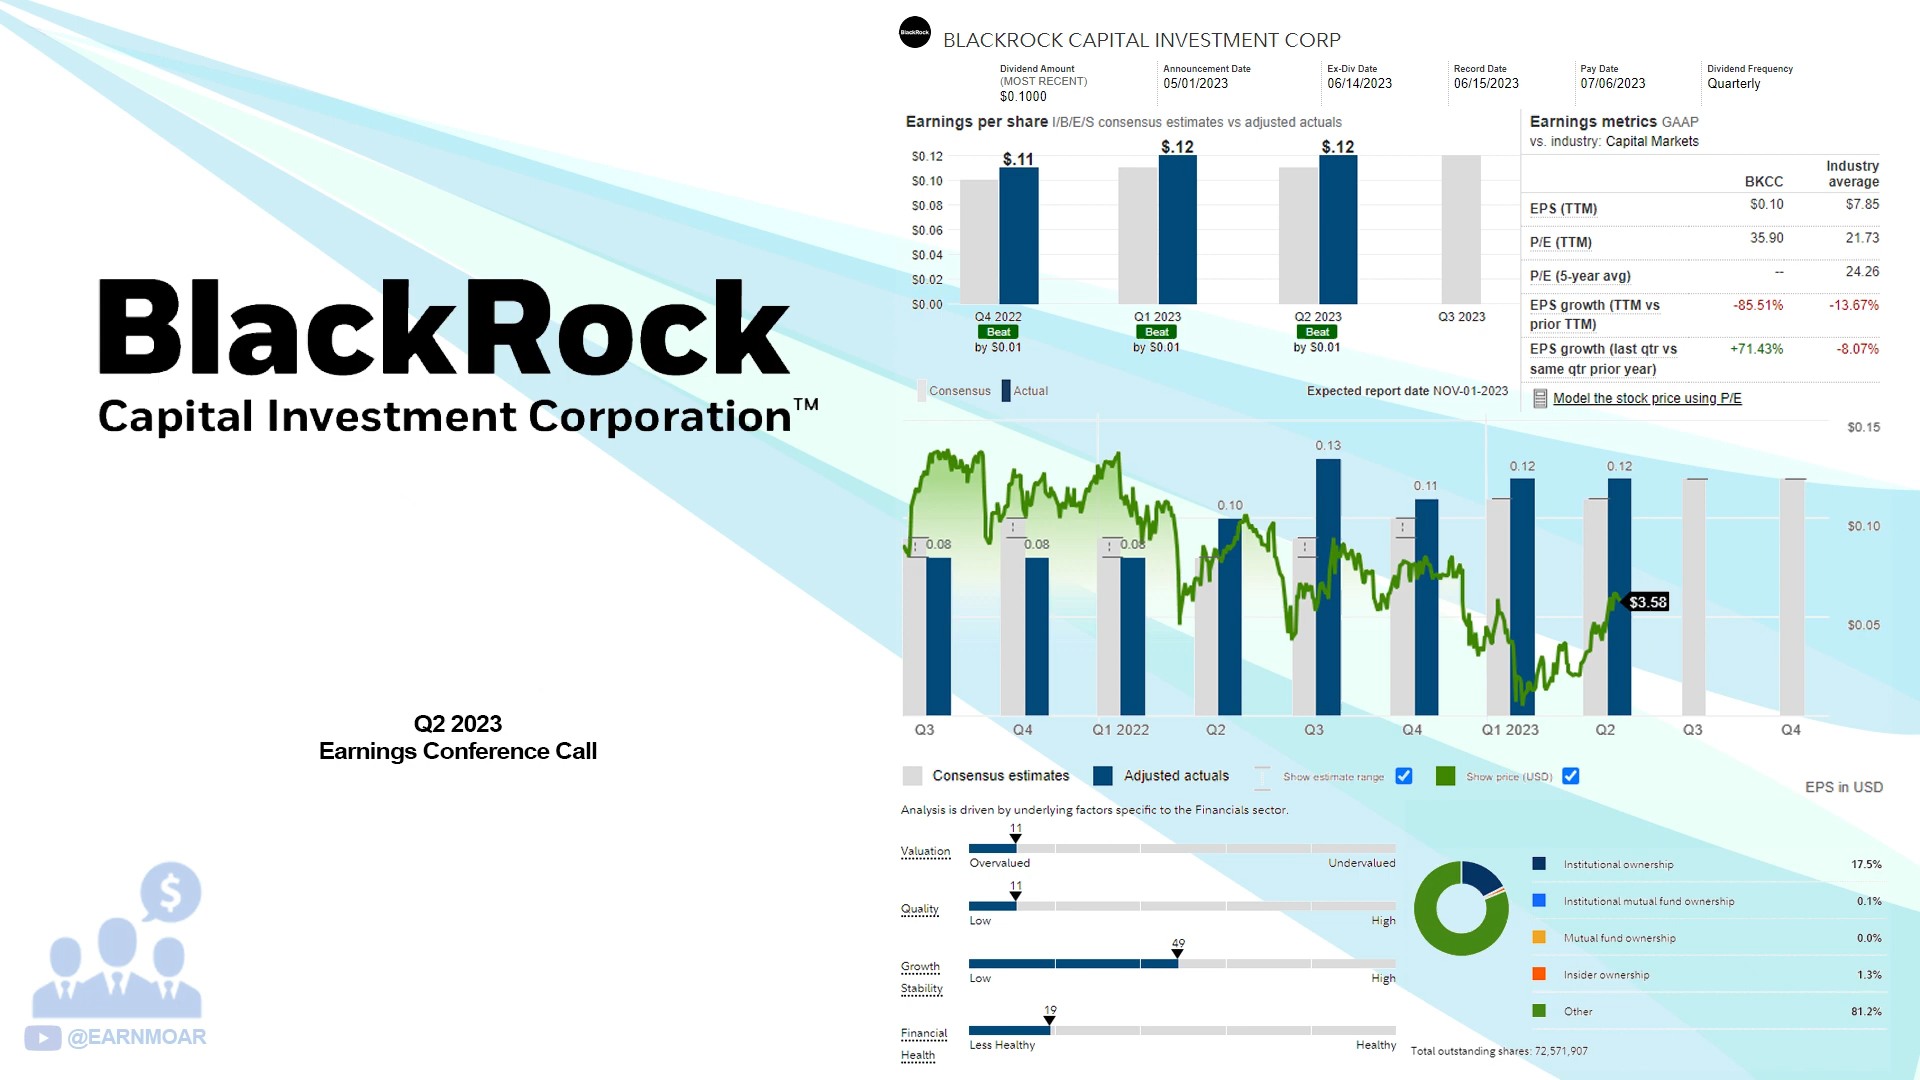 BlackRock
Capital Investment Corporation™
Q2 2023
Earnings Conference Call
$
@EARNMOAR
BlackRock
BLACKROCK CAPITAL INVESTMENT CORP
Dividend Amount
(MOST RECENT)
$0.1000
Announcement Date
05/01/2023
Ex-Div Date
06/14/2023
Record Date
06/15/2023
Pay Date
07/06/2023
Dividend Frequency
Quarterly
Earnings per share I/B/E/S consensus estimates vs adjusted actuals
$0.12
$0.10
$0.08
$0.06
$0.04
$0.02
$0.00
$.11
$.12
$.12
Q4 2022
Beat
by $0.01
Q1 2023
Beat
by $0.01
Q2 2023
Beat
by $0.01
Q3 2023
Consensus
Actual
Expected report date NOV-01-2023
Earnings metrics GAAP
vs. industry: Capital Markets
BKCC
Industry
average
EPS (TTM) $0.10 $7.85
P/E (TTM) 35.90 21.73
P/E (5-year avg) -- 24.26
EPS growth (TTM vs
prior TTM) -85.51% -13.67%
EPS growth (last qtr vs
same qtr prior year) +71.43% -8.07%
Model the stock price using P/E
$0.15
$0.10
$0.05
0.08
0.08
0.08
0.10
0.13
0.11
0.12
0.12
$3.58
Q3 Q4 Q1 2022 Q2 Q3 Q4 Q1 2023 Q2 Q3 Q4
Consensus estimates
Adjusted actuals
Show estimate range
Show price (USD)
EPS in USD
Analysis is driven by underlying factors specific to the Financials sector.
Valuation
11
Overvalued Undervalued
Quality
11
Low High
Growth
Stability
49
Low High
Financial
Health
19
Less Healthy Healthy
Institutional ownership 17.5%
Institutional mutual fund ownership 0.1%
Mutual fund ownership 0.0%
Insider ownership 1.3%
Other 81.2%
Total outstanding shares: 72,571,907